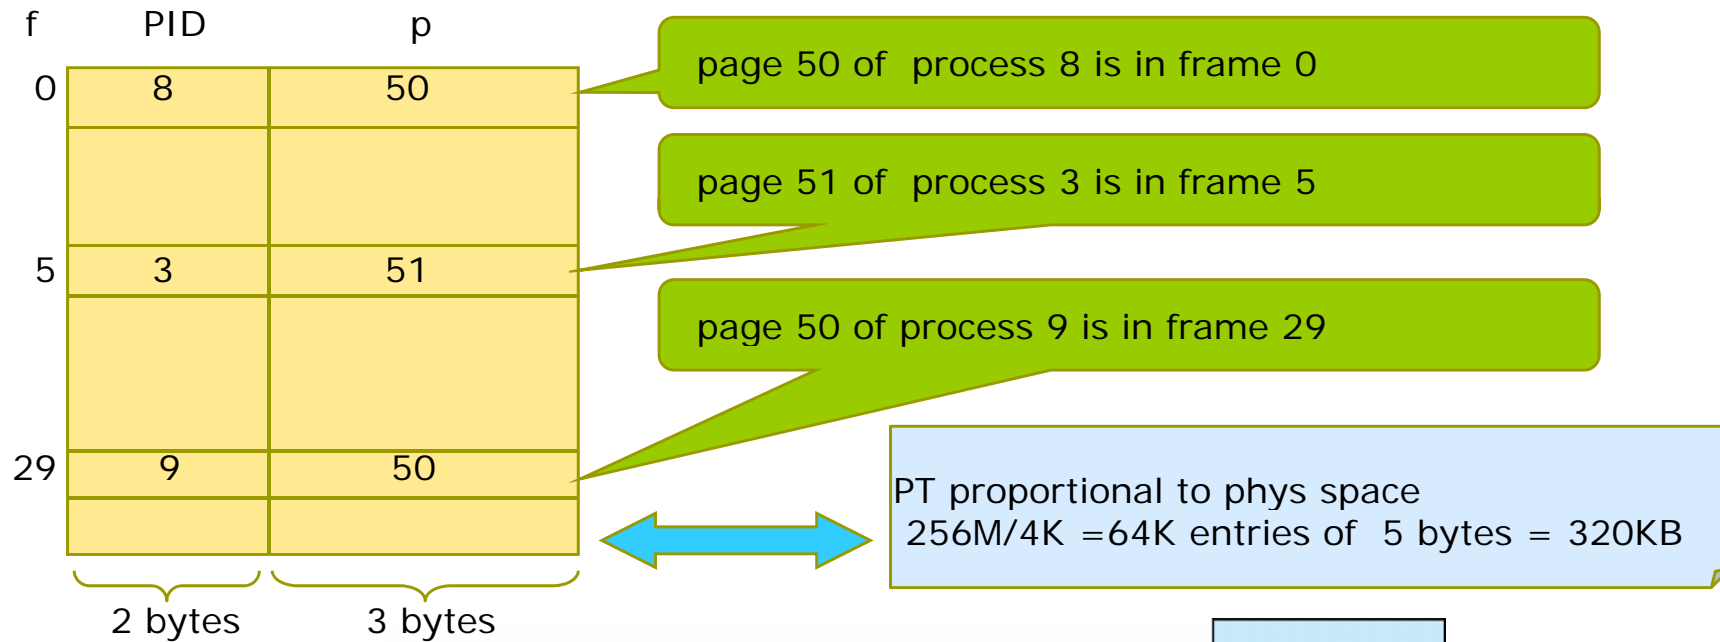 f PID p
0 8 50
page 50 of process 8 is in frame 0
page 51 of process 3 is in frame 5
5 3 51
page 50 of process 9 is in frame 29
29 9 50
PT proportional to phys space
256M/4K =64K entries of 5 bytes = 320KB
2 bytes 3 bytes